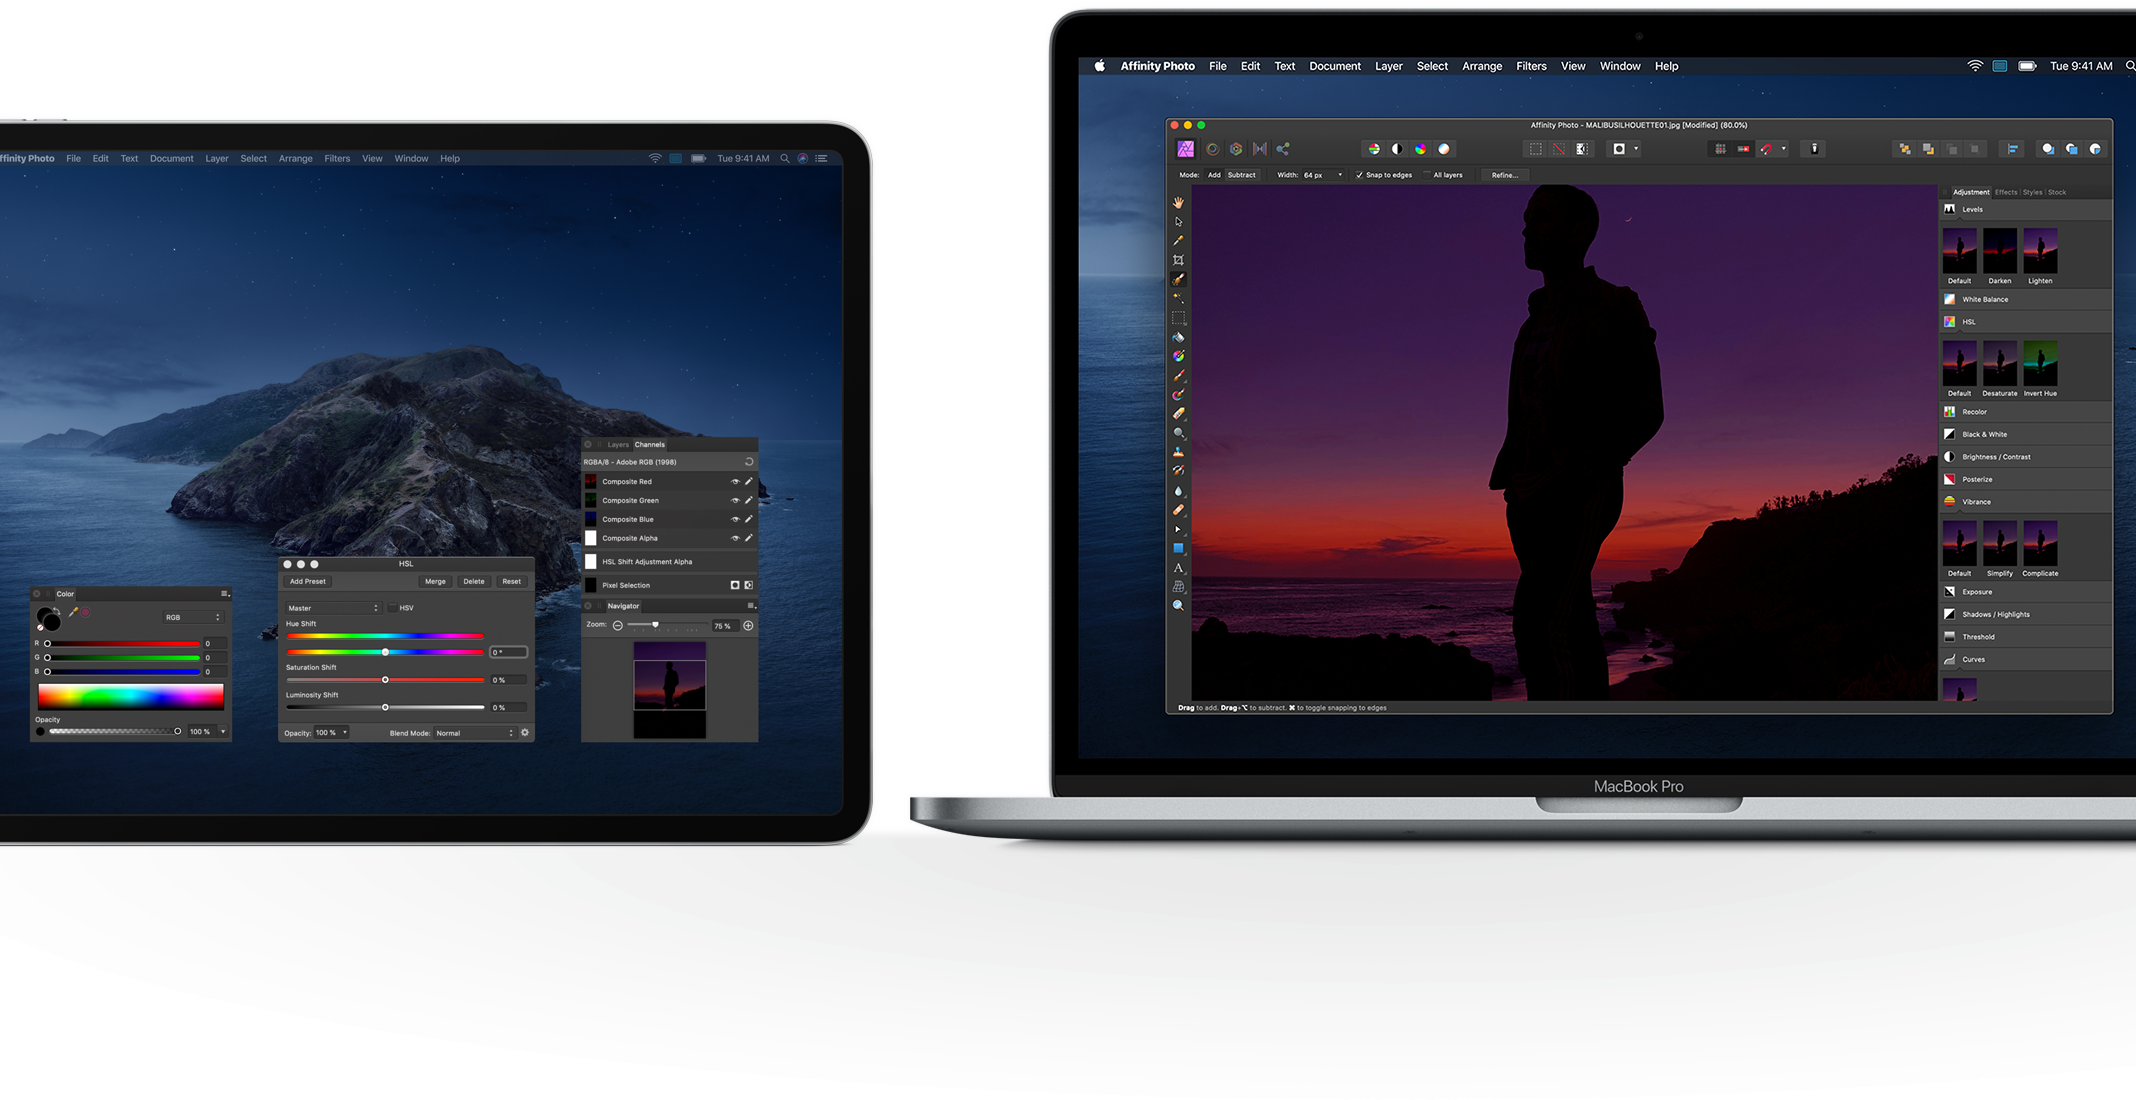 ffinity Photo File Edit Text Document Layer Select Arrange Filters View Window Help Tue 9:41 AM
Layers Channels
RGBA/8 - Adobe RGB (1998)
Composite Red
Composite Green
Composite Blue
Composite Alpha
HSL Shift Adjustment Alpha
Pixel Selection
Navigator
Zoom: 75 %
HSL
Add Preset Merge Delete Reset
Master HSV
Hue Shift
0 °
Saturation Shift
0 %
Luminosity Shift
0 %
Opacity: 100 % Blend Mode: Normal
Color
RGB
R 0
G 0
B 0
Opacity
100 %
Affinity Photo File Edit Text Document Layer Select Arrange Filters View Window Help Tue 9:41 AM
Affinity Photo - MALIBUSILHOUETTE01.jpg [Modified] (80.0%)
Mode: Add Subtract Width: 64 px Snap to edges All layers Refine...
Adjustment Effects Styles Stock
Levels
Default Darken Lighten
White Balance
HSL
Default Desaturate Invert Hue
Recolor
Black & White
Brightness / Contrast
Posterize
Vibrance
Default Simplify Complicate
Exposure
Shadows / Highlights
Threshold
Curves
A
Drag to add. Drag+⌥ to subtract. ⌘ to toggle snapping to edges
MacBook Pro